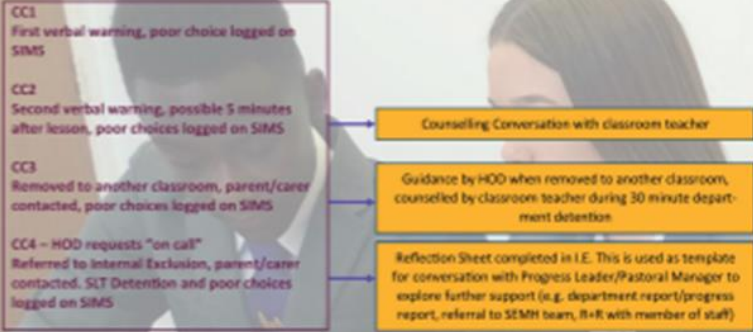 CC1
First verbal warning, poor choice logged on
SIMS
CC2
Second verbal warning, possible 5 minutes
after lesson, poor choices logged on SIMS
Counselling Conversation with classroom teacher
CC3
Removed to another classroom, parent/carer
contacted, poor choices logged on SIMS
Guidance by HOD when removed to another classroom,
counselled by classroom teacher during 30 minute depart-
ment detention
CC4 – HOD requests "on call"
Referred to Internal Exclusion, parent/carer
contacted. SLT Detention and poor choices
logged on SIMS
Reflection Sheet completed in I.E. This is used as template
for conversation with Progress Leader/Pastoral Manager to
explore further support (e.g. department report/progress
report, referral to SEMH team, R+R with member of staff)